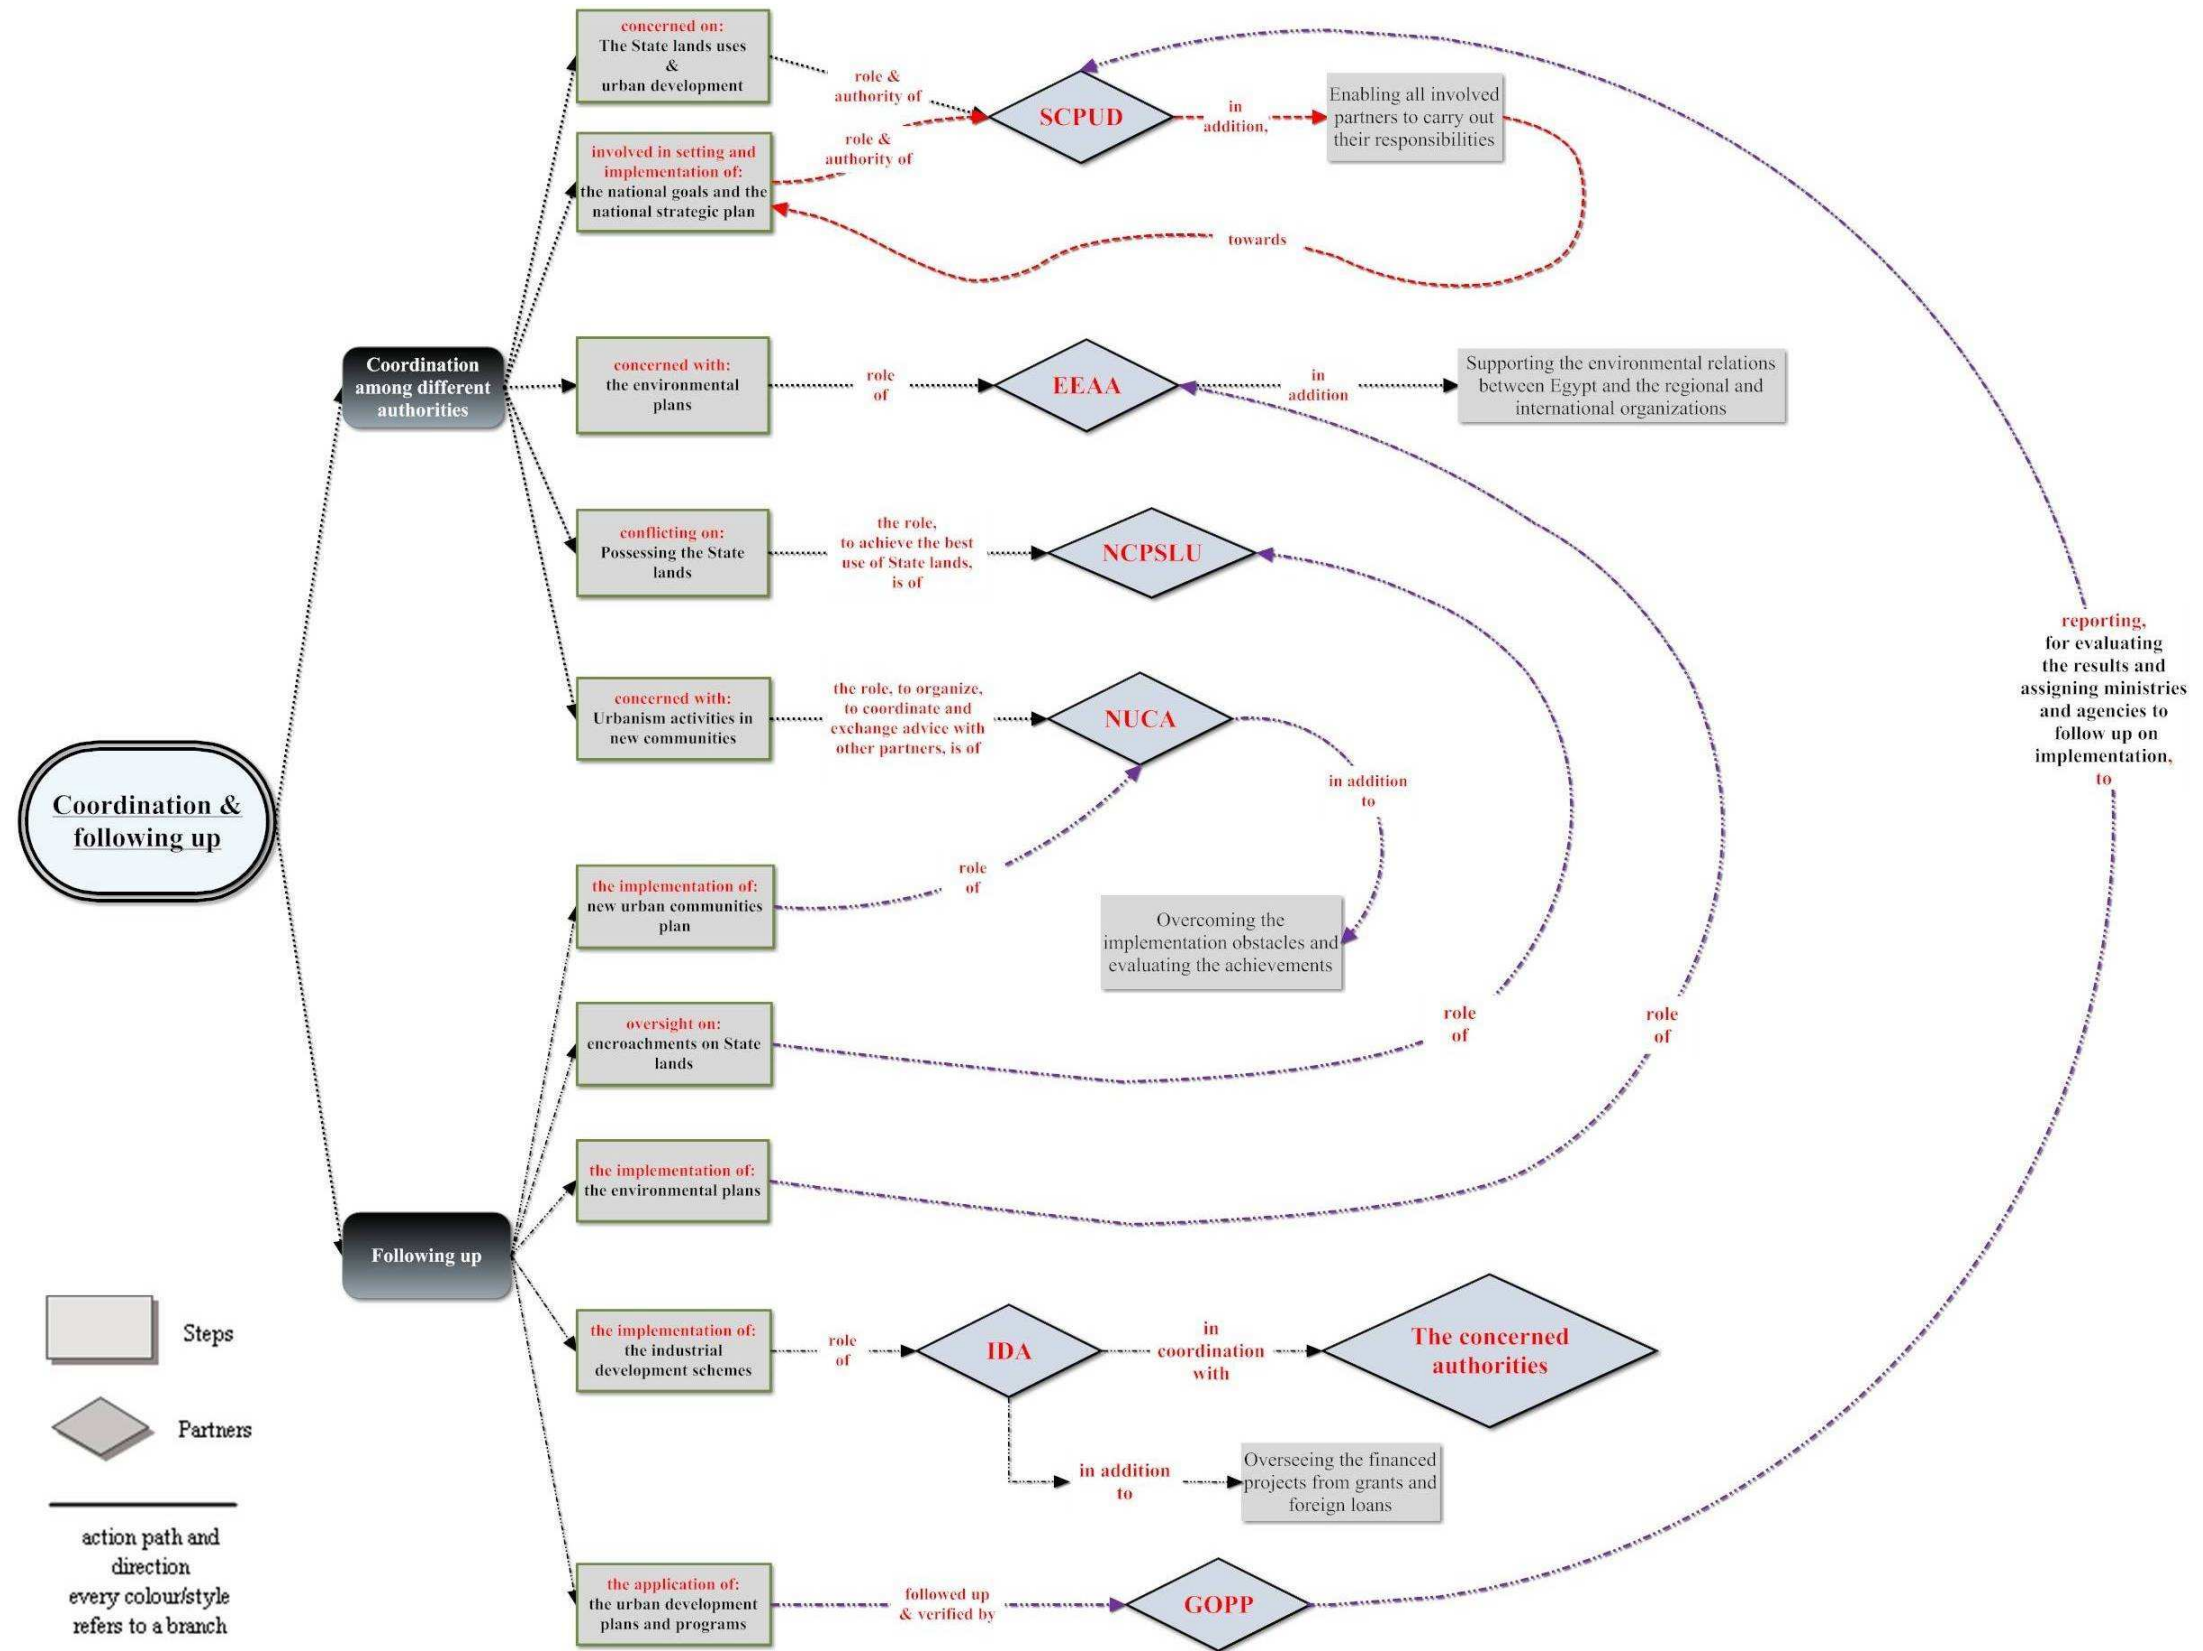 concerned on:
The State lands uses
&
urban development
role &
authority of
SCPUD
in
addition,
Enabling all involved
partners to carry out
their responsibilities
involved in setting and
implementation of:
the national goals and the
national strategic plan
role &
authority of
towards
Coordination
among different
authorities
concerned with:
the environmental
plans
role
of
EEAA
in
addition
Supporting the environmental relations
between Egypt and the regional and
international organizations
conflicting on:
Possessing the State
lands
the role,
to achieve the best
use of State lands,
is of
NCPSLU
concerned with:
Urbanism activities in
new communities
the role, to organize,
to coordinate and
exchange advice with
other partners, is of
NUCA
in addition
to
reporting,
for evaluating
the results and
assigning ministries
and agencies to
follow up on
implementation,
to
Coordination &
following up
the implementation of:
new urban communities
plan
role
of
Overcoming the
implementation obstacles and
evaluating the achievements
oversight on:
encroachments on State
lands
role
of
role
of
the implementation of:
the environmental plans
Following up
the implementation of:
the industrial
development schemes
role
of
IDA
in
coordination
with
The concerned
authorities
in addition
to
Overseeing the financed
projects from grants and
foreign loans
the application of:
the urban development
plans and programs
followed up
& verified by
GOPP
Steps
Partners
action path and
direction
every colour/style
refers to a branch